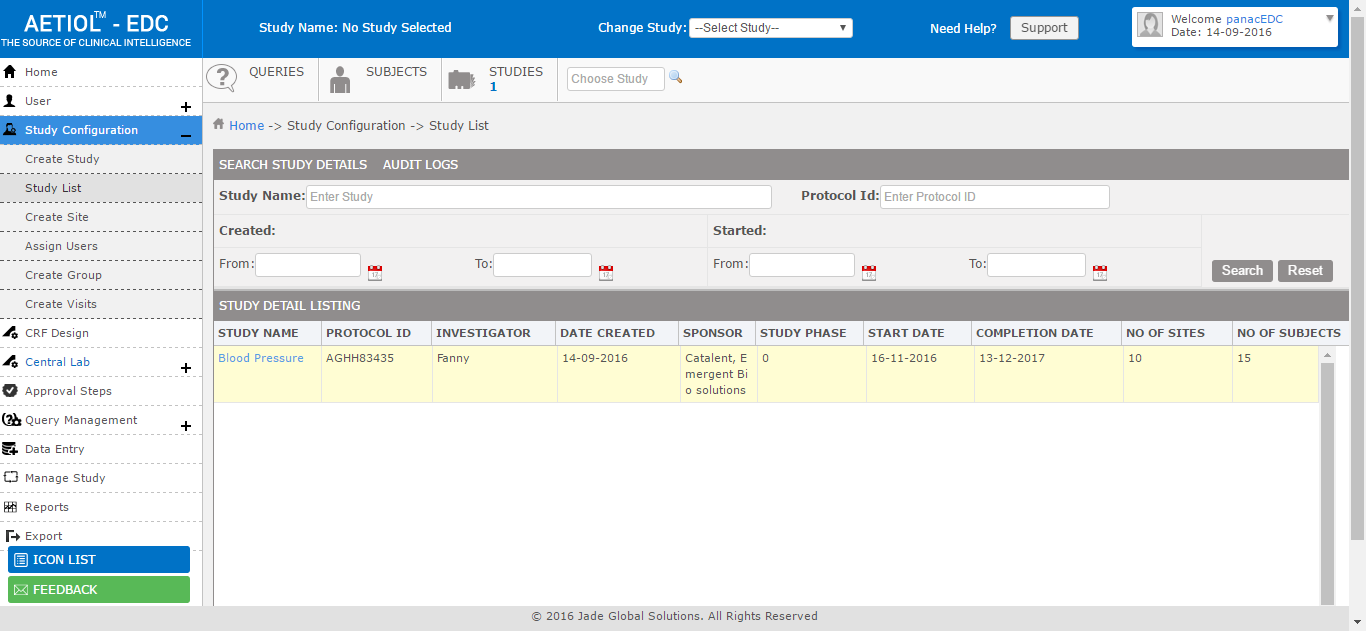 AETIOL™ - EDC
THE SOURCE OF CLINICAL INTELLIGENCE
Study Name: No Study Selected
Change Study: --Select Study--
Need Help? Support
Welcome panacEDC
Date: 14-09-2016
Home
User
Study Configuration
Create Study
Study List
Create Site
Assign Users
Create Group
Create Visits
CRF Design
Central Lab
Approval Steps
Query Management
Data Entry
Manage Study
Reports
Export
ICON LIST
FEEDBACK
QUERIES
SUBJECTS
STUDIES
1
Choose Study
Home -> Study Configuration -> Study List
SEARCH STUDY DETAILS AUDIT LOGS
Study Name: Enter Study Protocol Id: Enter Protocol ID
Created: Started:
From: To: From: To: Search Reset
STUDY DETAIL LISTING
STUDY NAME PROTOCOL ID INVESTIGATOR DATE CREATED SPONSOR STUDY PHASE START DATE COMPLETION DATE NO OF SITES NO OF SUBJECTS
Blood Pressure AGHH83435 Fanny 14-09-2016 Catalent, E 0 16-11-2016 13-12-2017 10 15
mergent Bi
o solutions
© 2016 Jade Global Solutions. All Rights Reserved